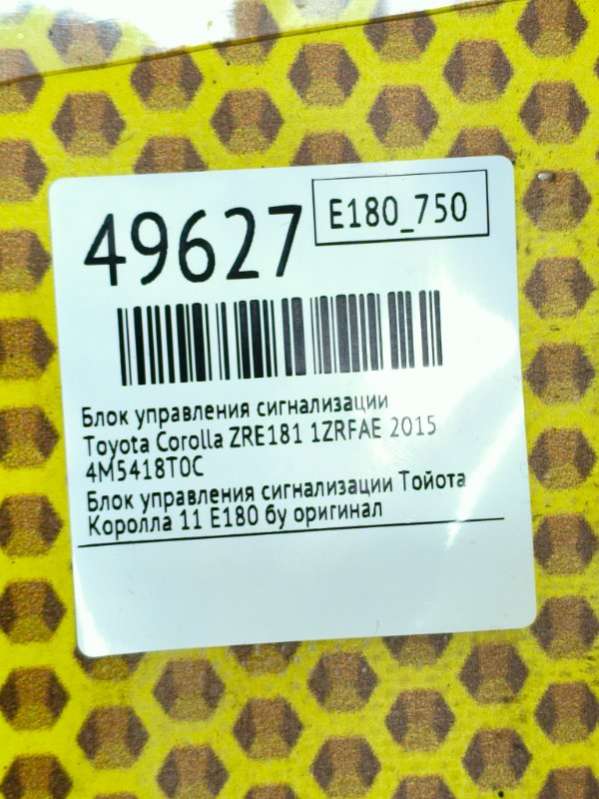 49627
E180_750
Блок управления сигнализации
Toyota Corolla ZRE181 1ZRFAE 2015
4M5418T0C
Блок управления сигнализации Тойота
Королла 11 E180 бу оригинал